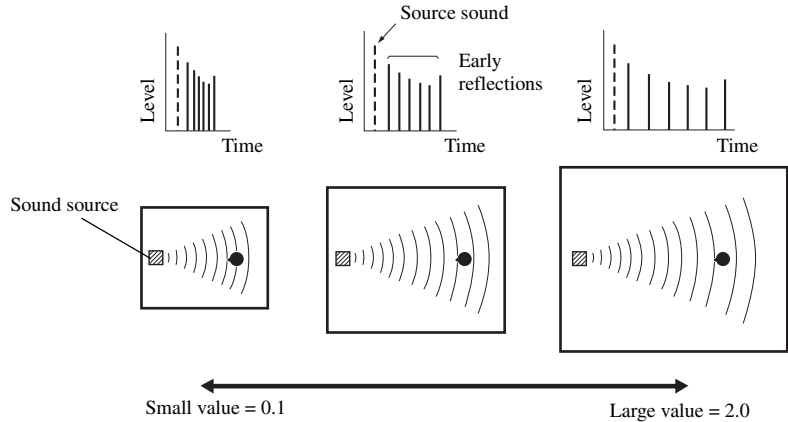 Source sound
Level
Time
Level
Early
reflections
Time
Level
Time
Sound source
Small value = 0.1
Large value = 2.0